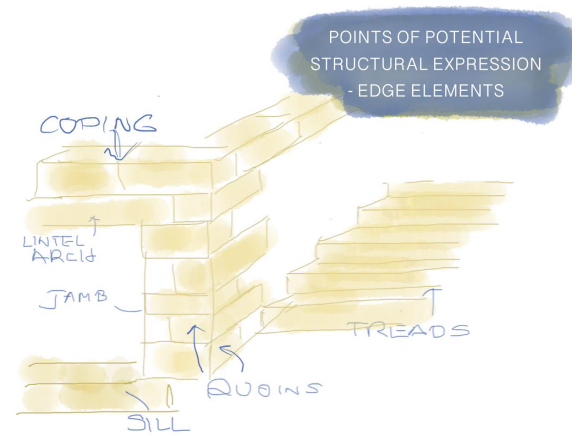 POINTS OF POTENTIAL
STRUCTURAL EXPRESSION
- EDGE ELEMENTS
COPING
LINTEL
ARCH
JAMB
TREADS
QUOINS
SILL